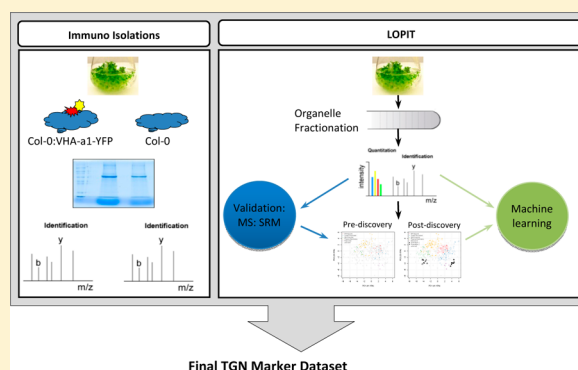 Immuno Isolations
LOPIT
Col-0:VHA-a1-YFP
Col-0
Identification
y
b
m/z
Identification
y
b
m/z
Organelle
Fractionation
Quantitation
Identification
intensity
y
b
m/z
Validation:
MS: SRM
Pre-discovery
Post-discovery
Machine
learning
Final TGN Marker Dataset